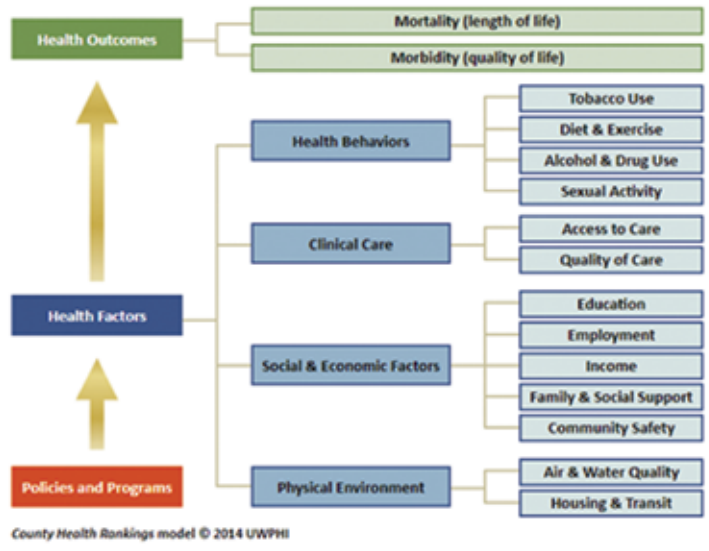 Health Outcomes
Mortality (length of life)
Morbidity (quality of life)
Health Behaviors
Tobacco Use
Diet & Exercise
Alcohol & Drug Use
Sexual Activity
Clinical Care
Access to Care
Quality of Care
Health Factors
Social & Economic Factors
Education
Employment
Income
Family & Social Support
Community Safety
Policies and Programs
Physical Environment
Air & Water Quality
Housing & Transit
County Health Rankings model © 2014 UWPHI